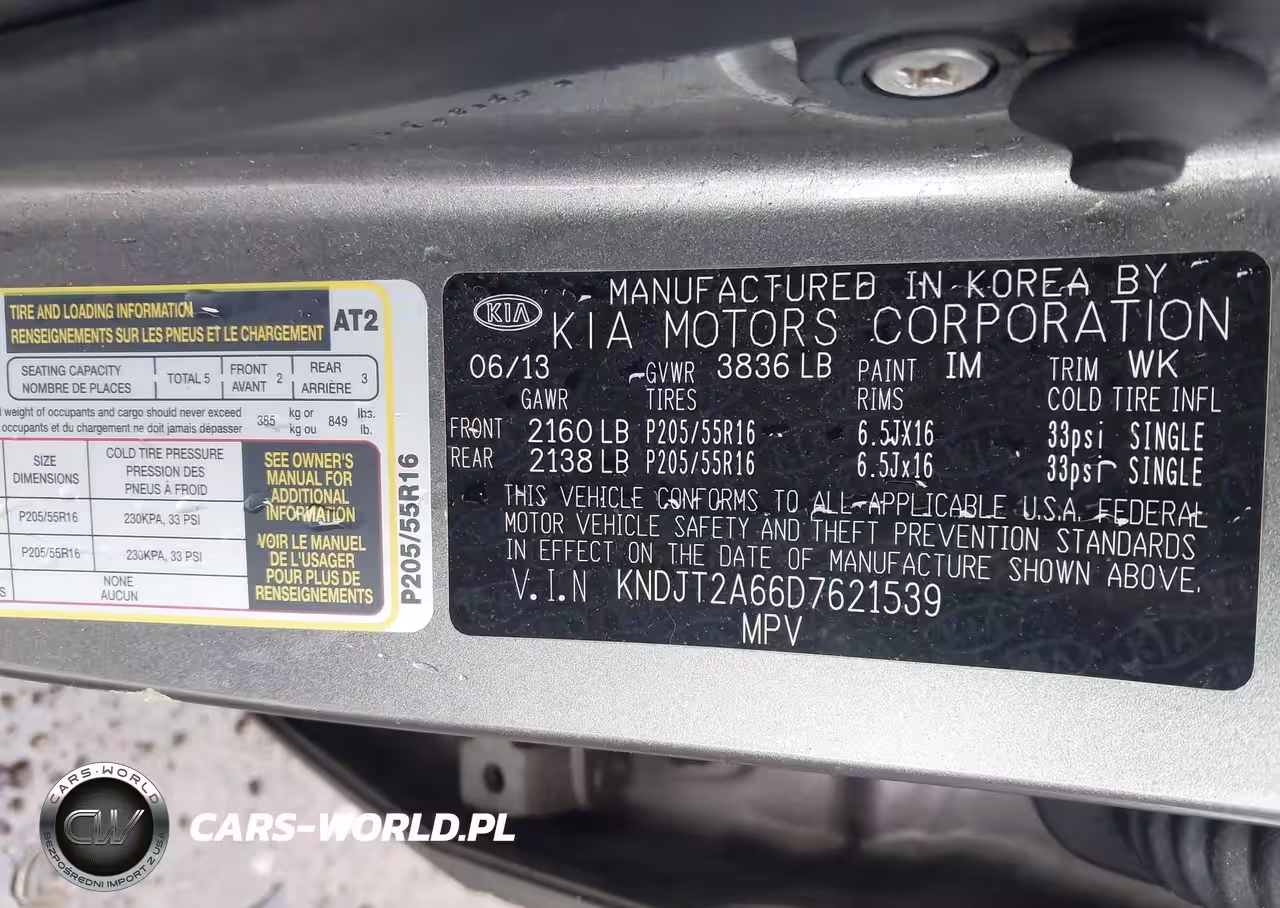 TIRE AND LOADING INFORMATION
RENSEIGNEMENTS SUR LES PNEUS ET LE CHARGEMENT
AT2
SEATING CAPACITY
NOMBRE DE PLACES
TOTAL 5
FRONT
AVANT
2
REAR
ARRIÈRE
3
weight of occupants and cargo should never exceed
occupants et du chargement ne doit jamais dépasser
385
kg or
kg ou
849
lbs.
lb.
SIZE
DIMENSIONS
COLD TIRE PRESSURE
PRESSION DES
PNEUS À FROID
P205/55R16
230KPA, 33 PSI
P205/55R16
230KPA, 33 PSI
NONE
AUCUN
SEE OWNER'S
MANUAL FOR
ADDITIONAL
INFORMATION
VOIR LE MANUEL
DE L'USAGER
POUR PLUS DE
RENSEIGNEMENTS
P205/55R16
KIA
MANUFACTURED IN KOREA BY
KIA MOTORS CORPORATION
06/13 GVWR 3836 LB PAINT IM TRIM WK
GAWR TIRES RIMS COLD TIRE INFL
FRONT 2160 LB P205/55R16 6.5JX16 33psi SINGLE
REAR 2138 LB P205/55R16 6.5Jx16 33psi SINGLE
THIS VEHICLE CONFORMS TO ALL APPLICABLE U.S.A. FEDERAL
MOTOR VEHICLE SAFETY AND THEFT PREVENTION STANDARDS
IN EFFECT ON THE DATE OF MANUFACTURE SHOWN ABOVE.
V.I.N KNDJT2A66D7621539
MPV
CARS-WORLD
CW
BEZPOŚREDNI IMPORT Z USA
CARS-WORLD.PL